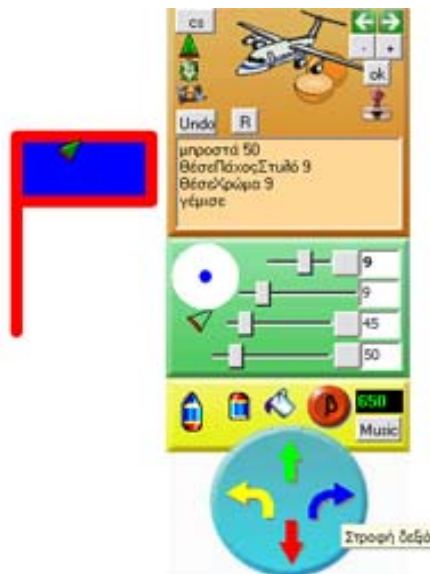 cs
- +
ok
Undo R
μπροστά 50
ΘέσεΠάχοςΣτυλό 9
ΘέσεΧρώμα 9
γέμισε
9
9
45
50
β 650
Music
Στροφή δεξιά